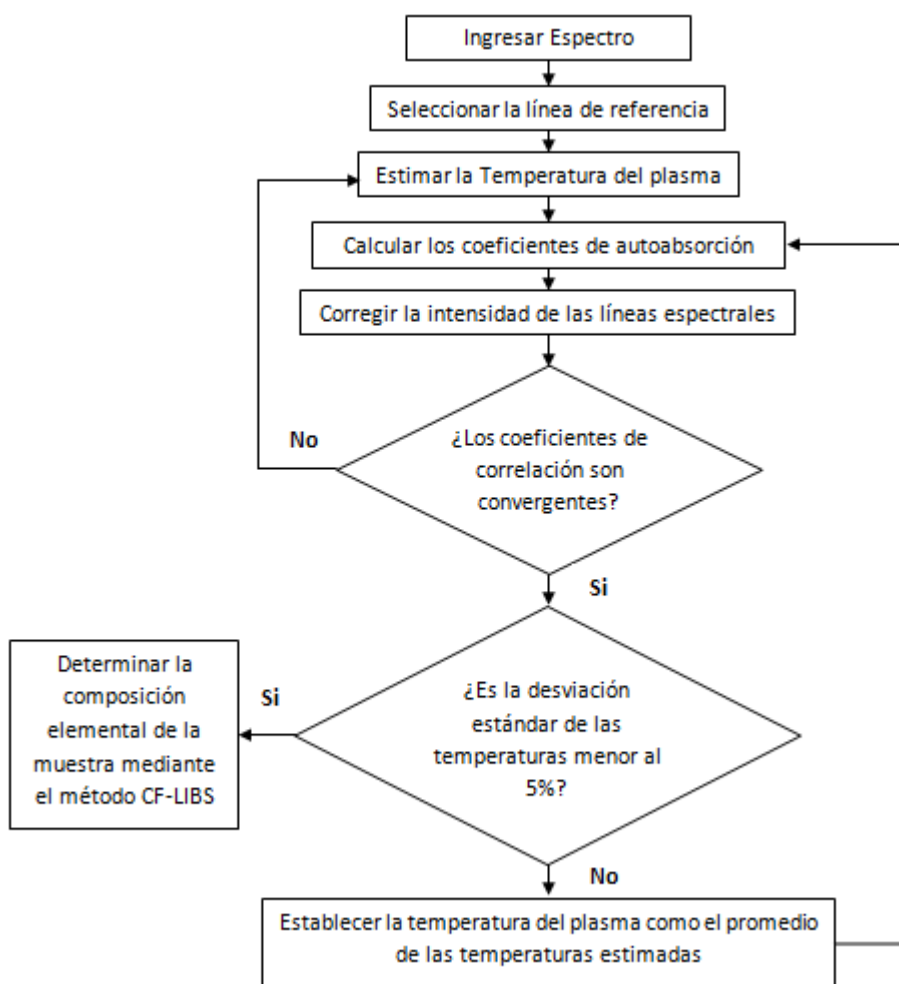 Ingresar Espectro
Seleccionar la línea de referencia
Estimar la Temperatura del plasma
Calcular los coeficientes de autoabsorción
Corregir la intensidad de las líneas espectrales
No
¿Los coeficientes de
correlación son
convergentes?
Si
Determinar la
composición
elemental de la
muestra mediante
el método CF-LIBS
Si
¿Es la desviación
estándar de las
temperaturas menor al
5%?
No
Establecer la temperatura del plasma como el promedio
de las temperaturas estimadas